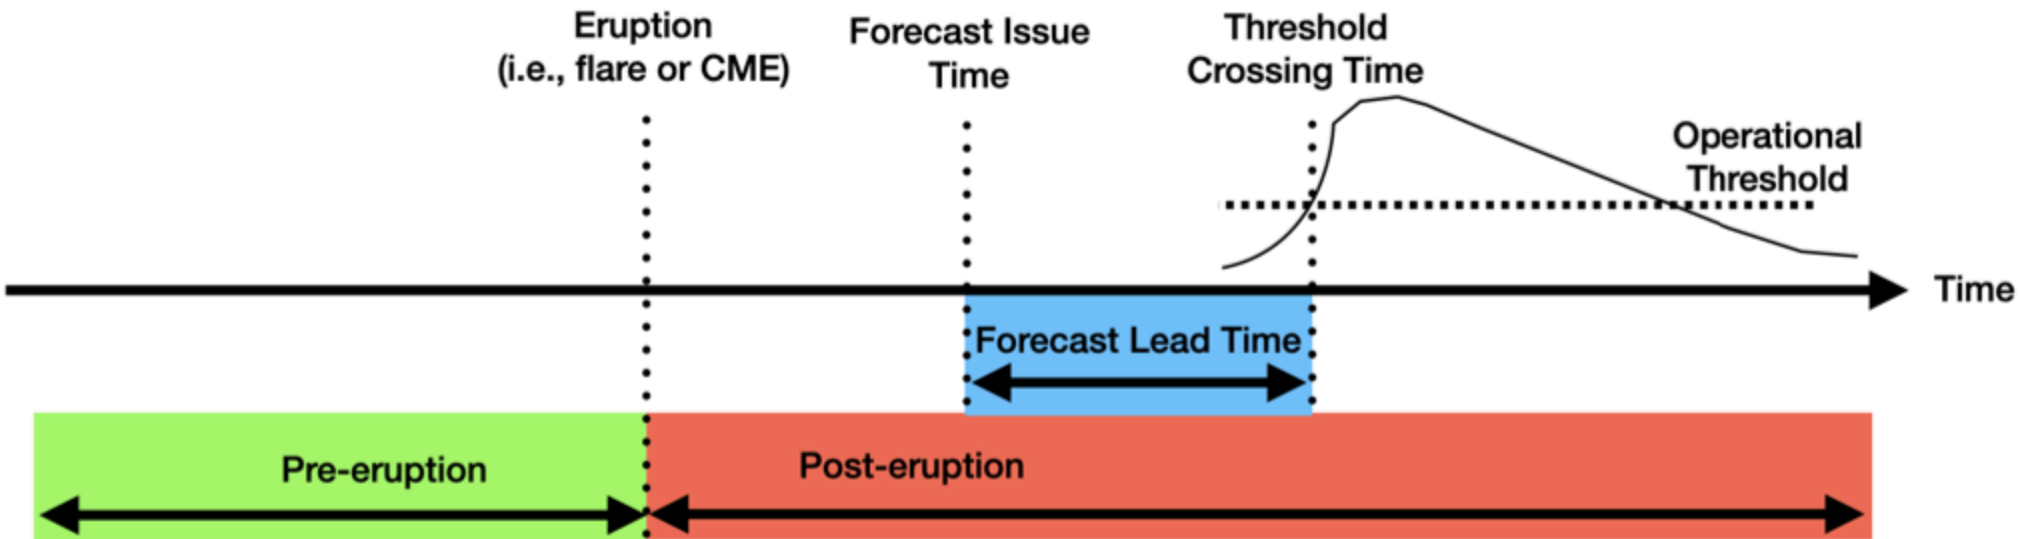 Eruption
(i.e., flare or CME)
Forecast Issue
Time
Threshold
Crossing Time
Operational
Threshold
Time
Forecast Lead Time
Pre-eruption
Post-eruption